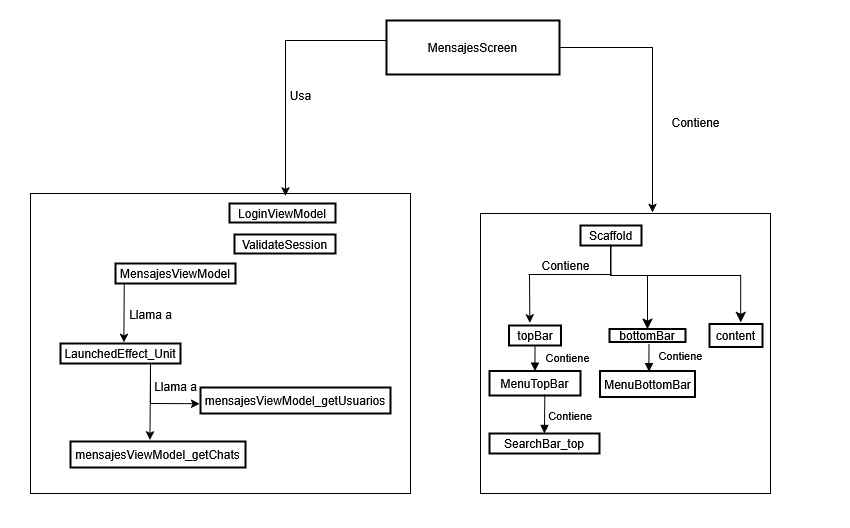 MensajesScreen
Usa
Contiene
LoginViewModel
ValidateSession
MensajesViewModel
Llama a
LaunchedEffect_Unit
Llama a
mensajesViewModel_getUsuarios
mensajesViewModel_getChats
Scaffold
Contiene
topBar
bottomBar
content
Contiene
Contiene
MenuTopBar
MenuBottomBar
Contiene
SearchBar_top